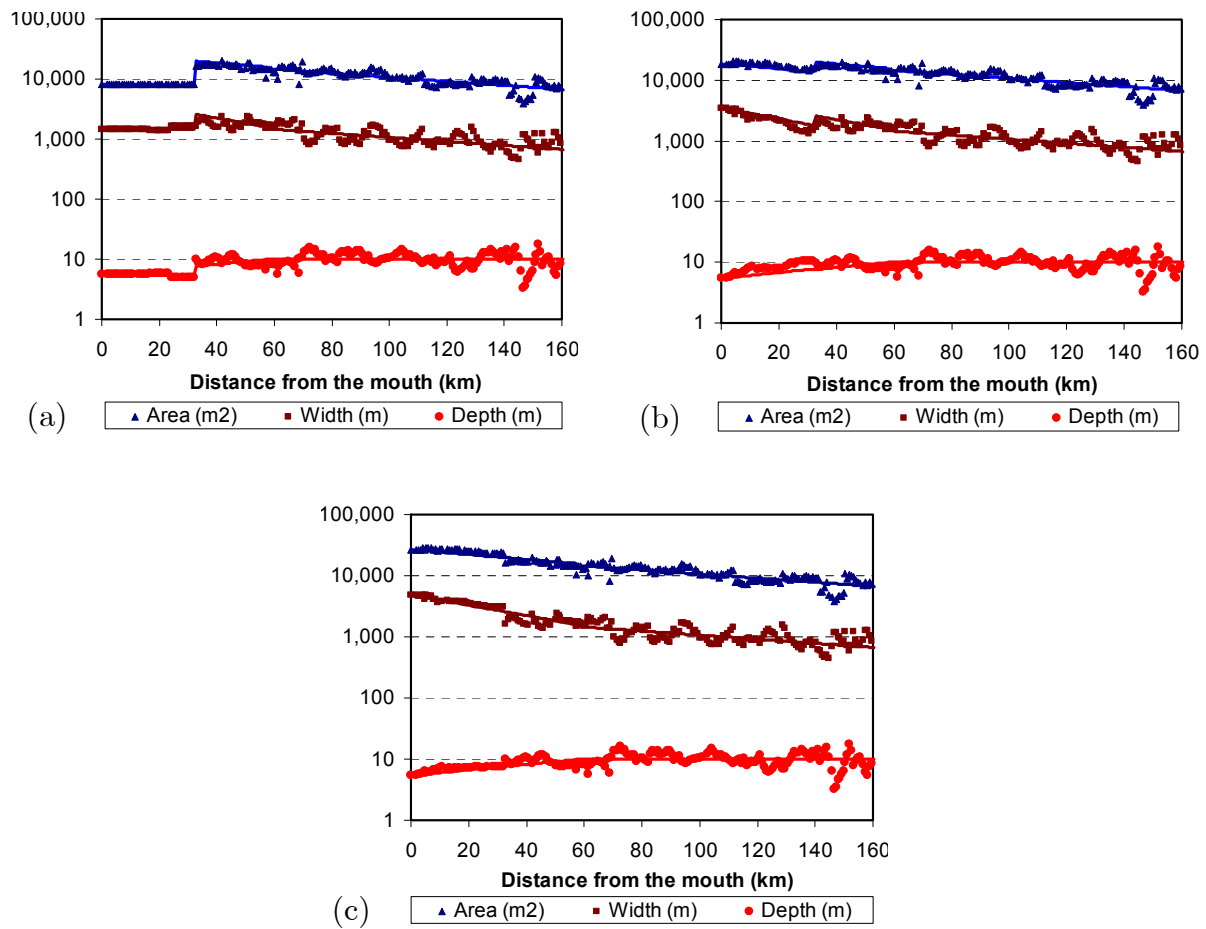 100,000
10,000
1,000
100
10
1
0 20 40 60 80 100 120 140 160
Distance from the mouth (km)
(a) Area (m2) Width (m) Depth (m)
100,000
10,000
1,000
100
10
1
0 20 40 60 80 100 120 140 160
Distance from the mouth (km)
(b) Area (m2) Width (m) Depth (m)
100,000
10,000
1,000
100
10
1
0 20 40 60 80 100 120 140 160
Distance from the mouth (km)
(c) Area (m2) Width (m) Depth (m)